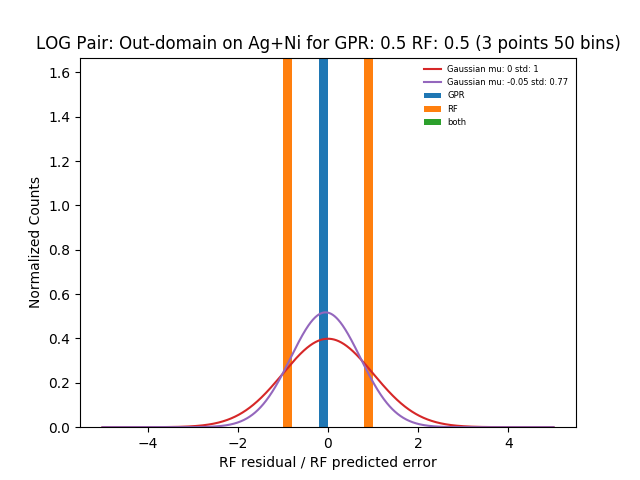 LOG Pair: Out-domain on Ag+Ni for GPR: 0.5 RF: 0.5 (3 points 50 bins)
Gaussian mu: 0 std: 1
Gaussian mu: -0.05 std: 0.77
GPR
RF
both
Normalized Counts
1.6
1.4
1.2
1.0
0.8
0.6
0.4
0.2
0.0
−4 −2 0 2 4
RF residual / RF predicted error